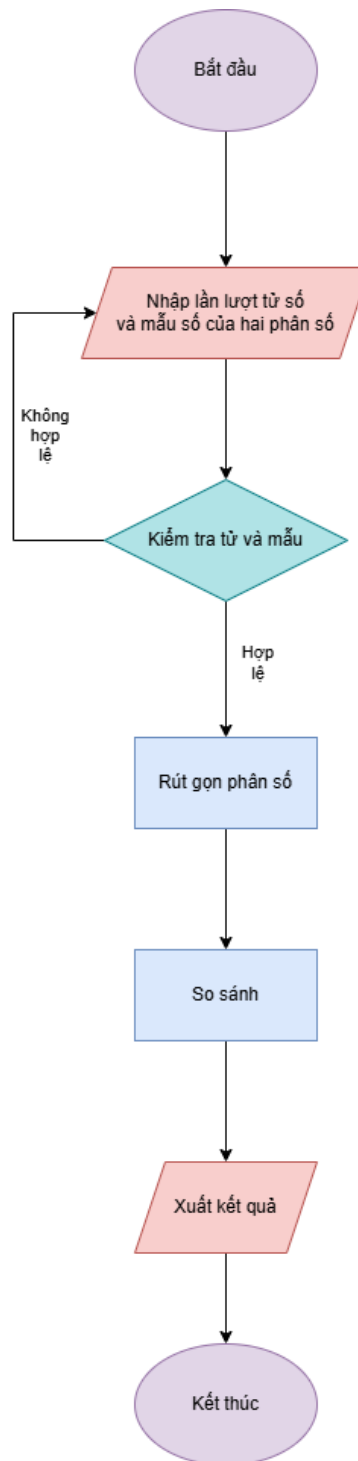 Bắt đầu
Nhập lần lượt tử số
và mẫu số của hai phân số
Không
hợp
lệ
Kiểm tra tử và mẫu
Hợp
lệ
Rút gọn phân số
So sánh
Xuất kết quả
Kết thúc